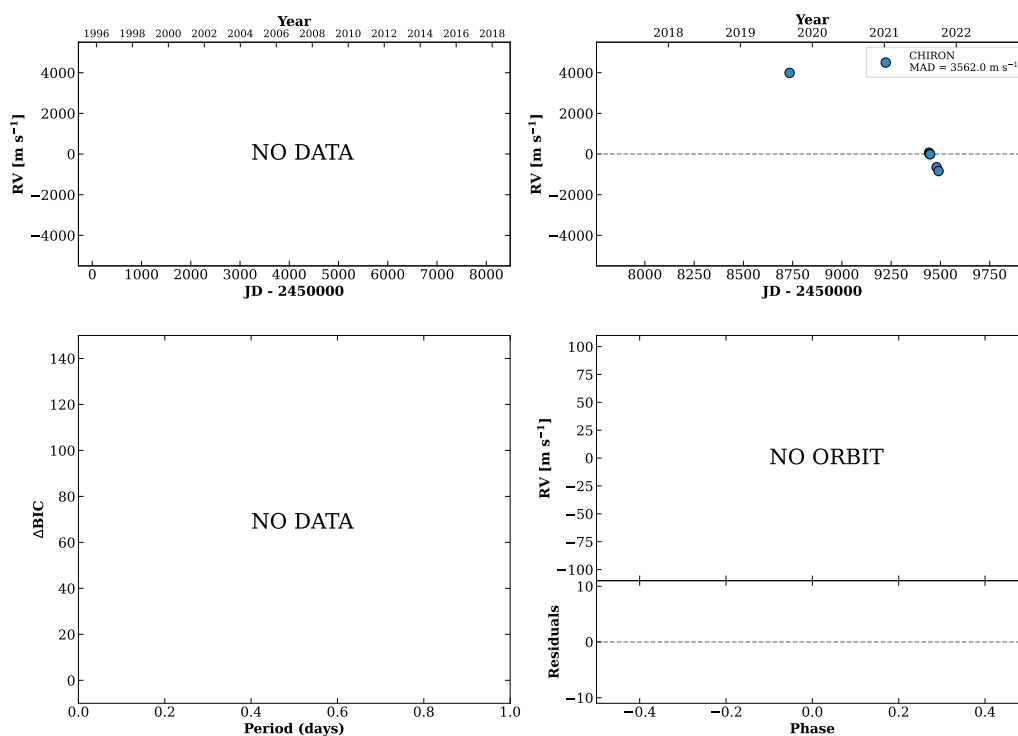 Year
1996 1998 2000 2002 2004 2006 2008 2010 2012 2014 2016 2018
4000
2000
0
−2000
−4000
RV [m s⁻¹]
NO DATA
0 1000 2000 3000 4000 5000 6000 7000 8000
JD - 2450000
Year
2018 2019 2020 2021 2022
CHIRON
MAD = 3562.0 m s⁻¹
4000
2000
0
−2000
−4000
RV [m s⁻¹]
8000 8250 8500 8750 9000 9250 9500 9750
JD - 2450000
140
120
100
80
60
40
20
0
ΔBIC
NO DATA
0.0 0.2 0.4 0.6 0.8 1.0
Period (days)
100
75
50
25
0
−25
−50
−75
−100
RV [m s⁻¹]
NO ORBIT
10
0
−10
Residuals
−0.4 −0.2 0.0 0.2 0.4
Phase